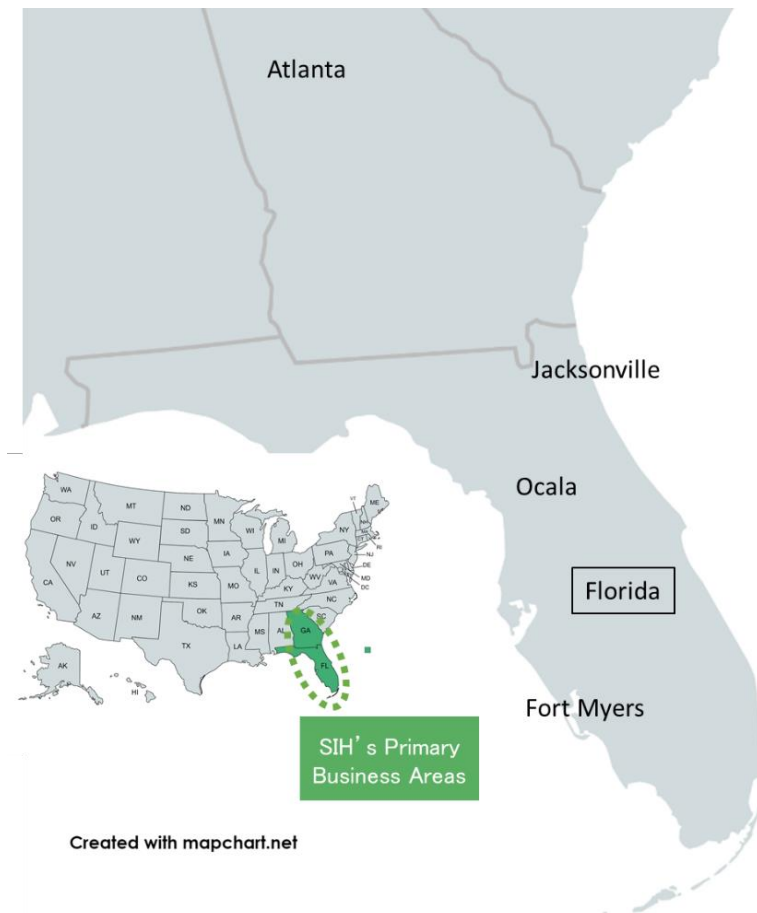 Atlanta
Jacksonville
Ocala
Florida
Fort Myers
WA
OR
CA
NV
ID
MT
WY
UT
AZ
CO
NM
ND
SD
NE
KS
OK
TX
MN
IA
MO
AR
LA
WI
IL
MS
MI
IN
OH
KY
TN
AL
GA
FL
SC
NC
VA
WV
PA
NY
VT
NH
ME
RI
NJ
DE
MD
DC
AK
HI
SIH's Primary
Business Areas
Created with mapchart.net